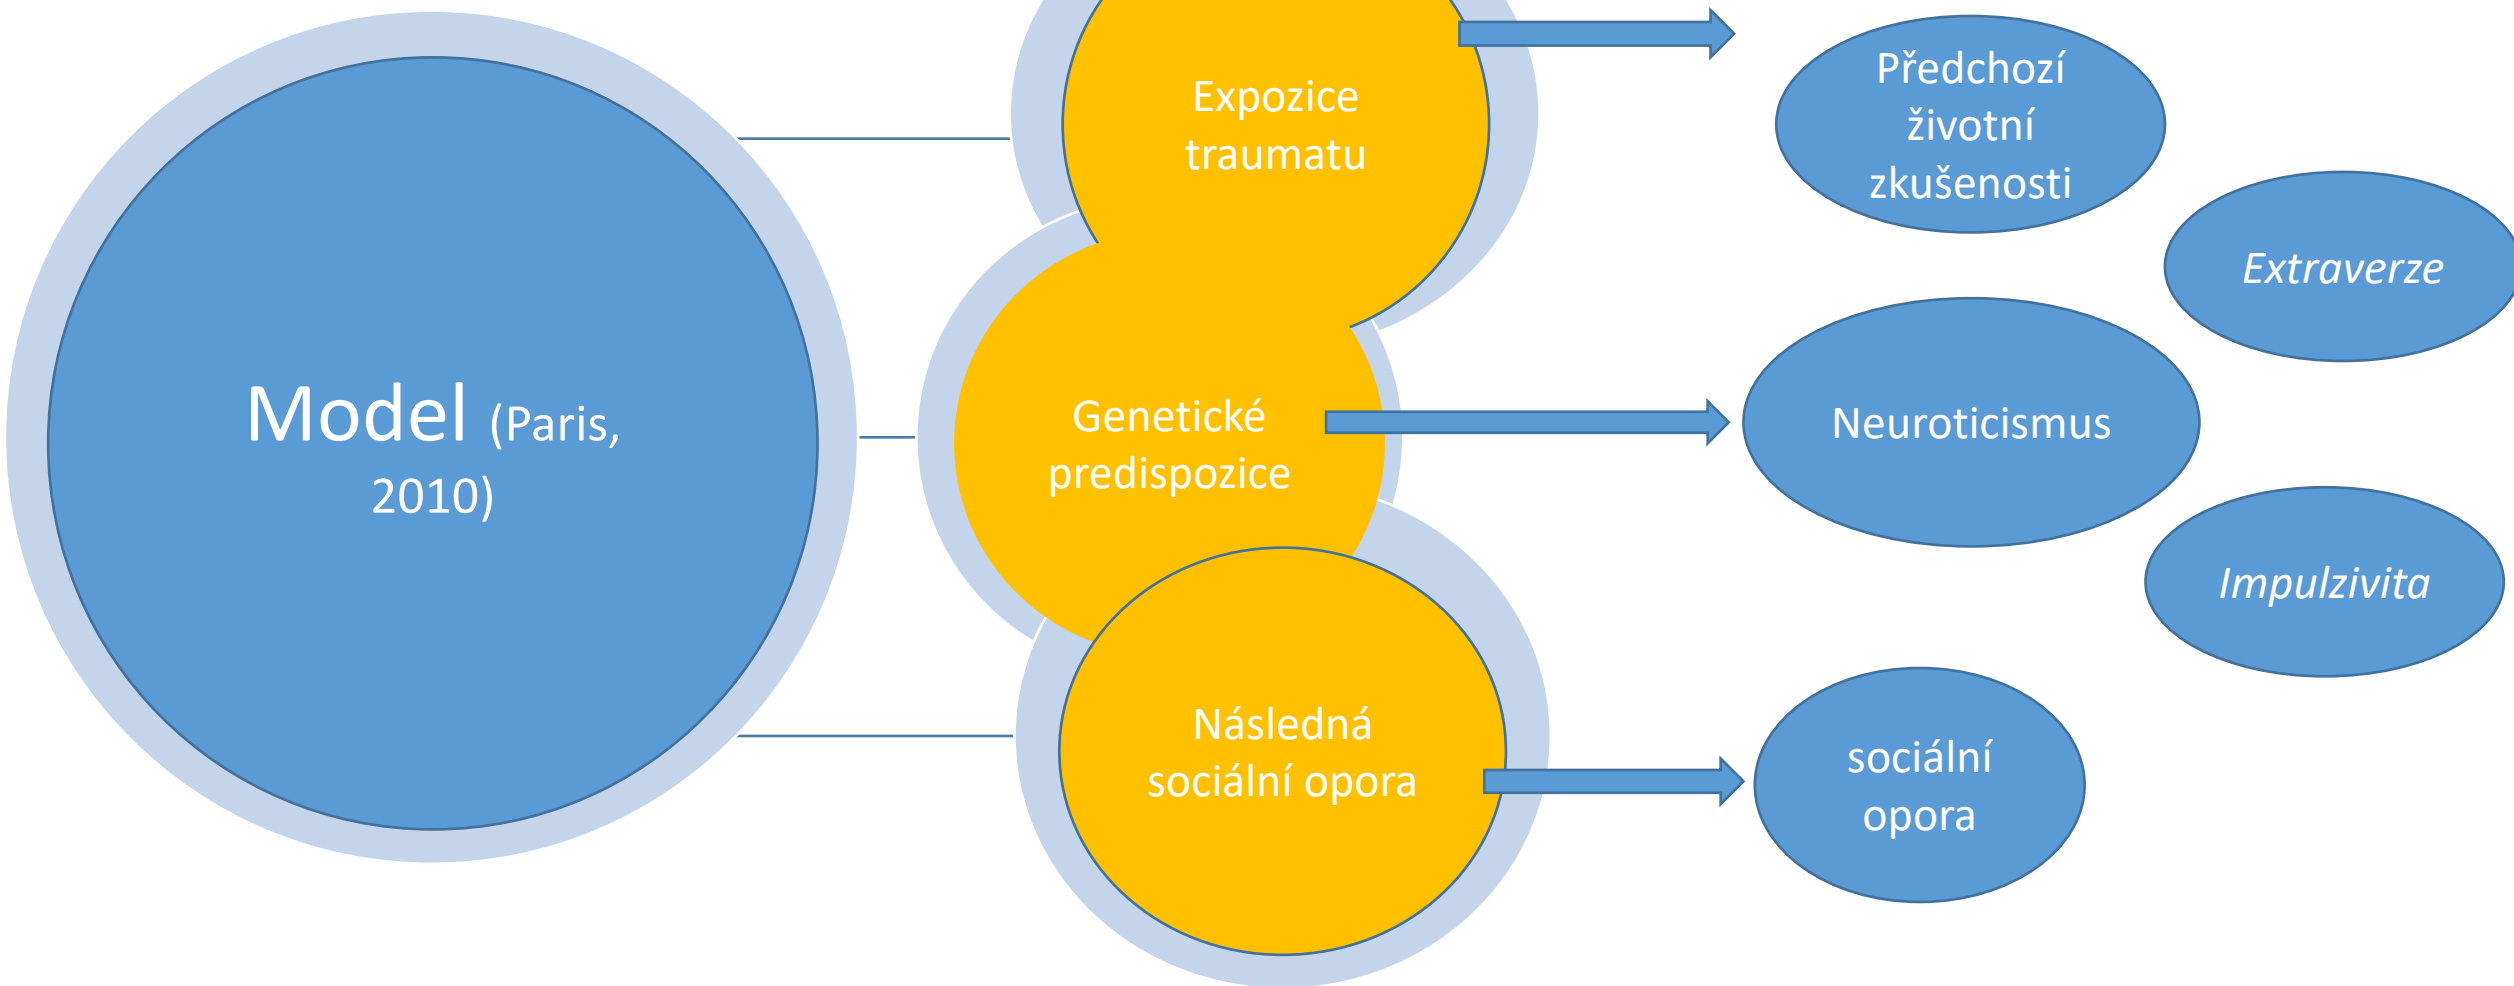 Model (Paris,
2010)
Expozice
traumatu
Genetické
predispozice
Následná
sociální opora
Předchozí
životní
zkušenosti
Extraverze
Neuroticismus
Impulzivita
sociální
opora